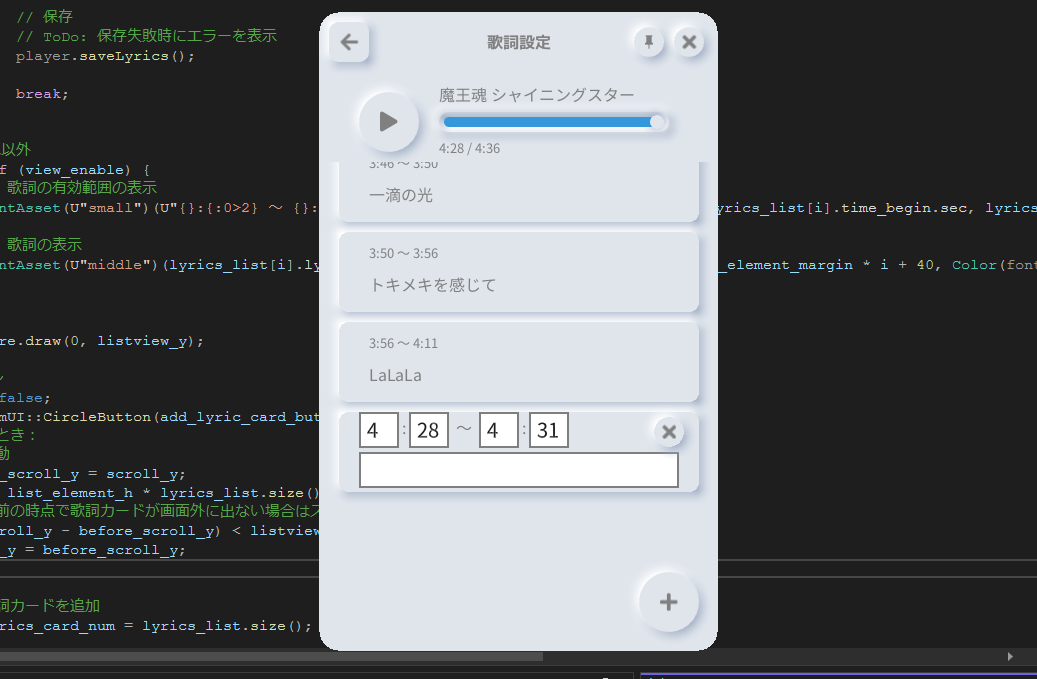 // 保存
// ToDo: 保存失敗時にエラーを表示
player.saveLyrics();
break;
以外
f (view_enable) {
歌詞の有効範囲の表示
ntAsset(U"small")(U"{}:{:0>2} ～ {}:
yrics_list[i].time_begin.sec, lyrics
歌詞の表示
ntAsset(U"middle")(lyrics_list[i].ly
_element_margin * i + 40, Color(font
re.draw(0, listview_y);
false;
mUI::CircleButton(add_lyric_card_but
とき：
動
_scroll_y = scroll_y;
list_element_h * lyrics_list.size()
前の時点で歌詞カードが画面外に出ない場合はス
roll_y - before_scroll_y) < listview
_y = before_scroll_y;
詞カードを追加
rics_card_num = lyrics_list.size();
歌詞設定
魔王魂 シャイニングスター
4:28 / 4:36
3:46 ～ 3:50
一滴の光
3:50 ～ 3:56
トキメキを感じて
3:56 ～ 4:11
LaLaLa
4 : 28 ～ 4 : 31